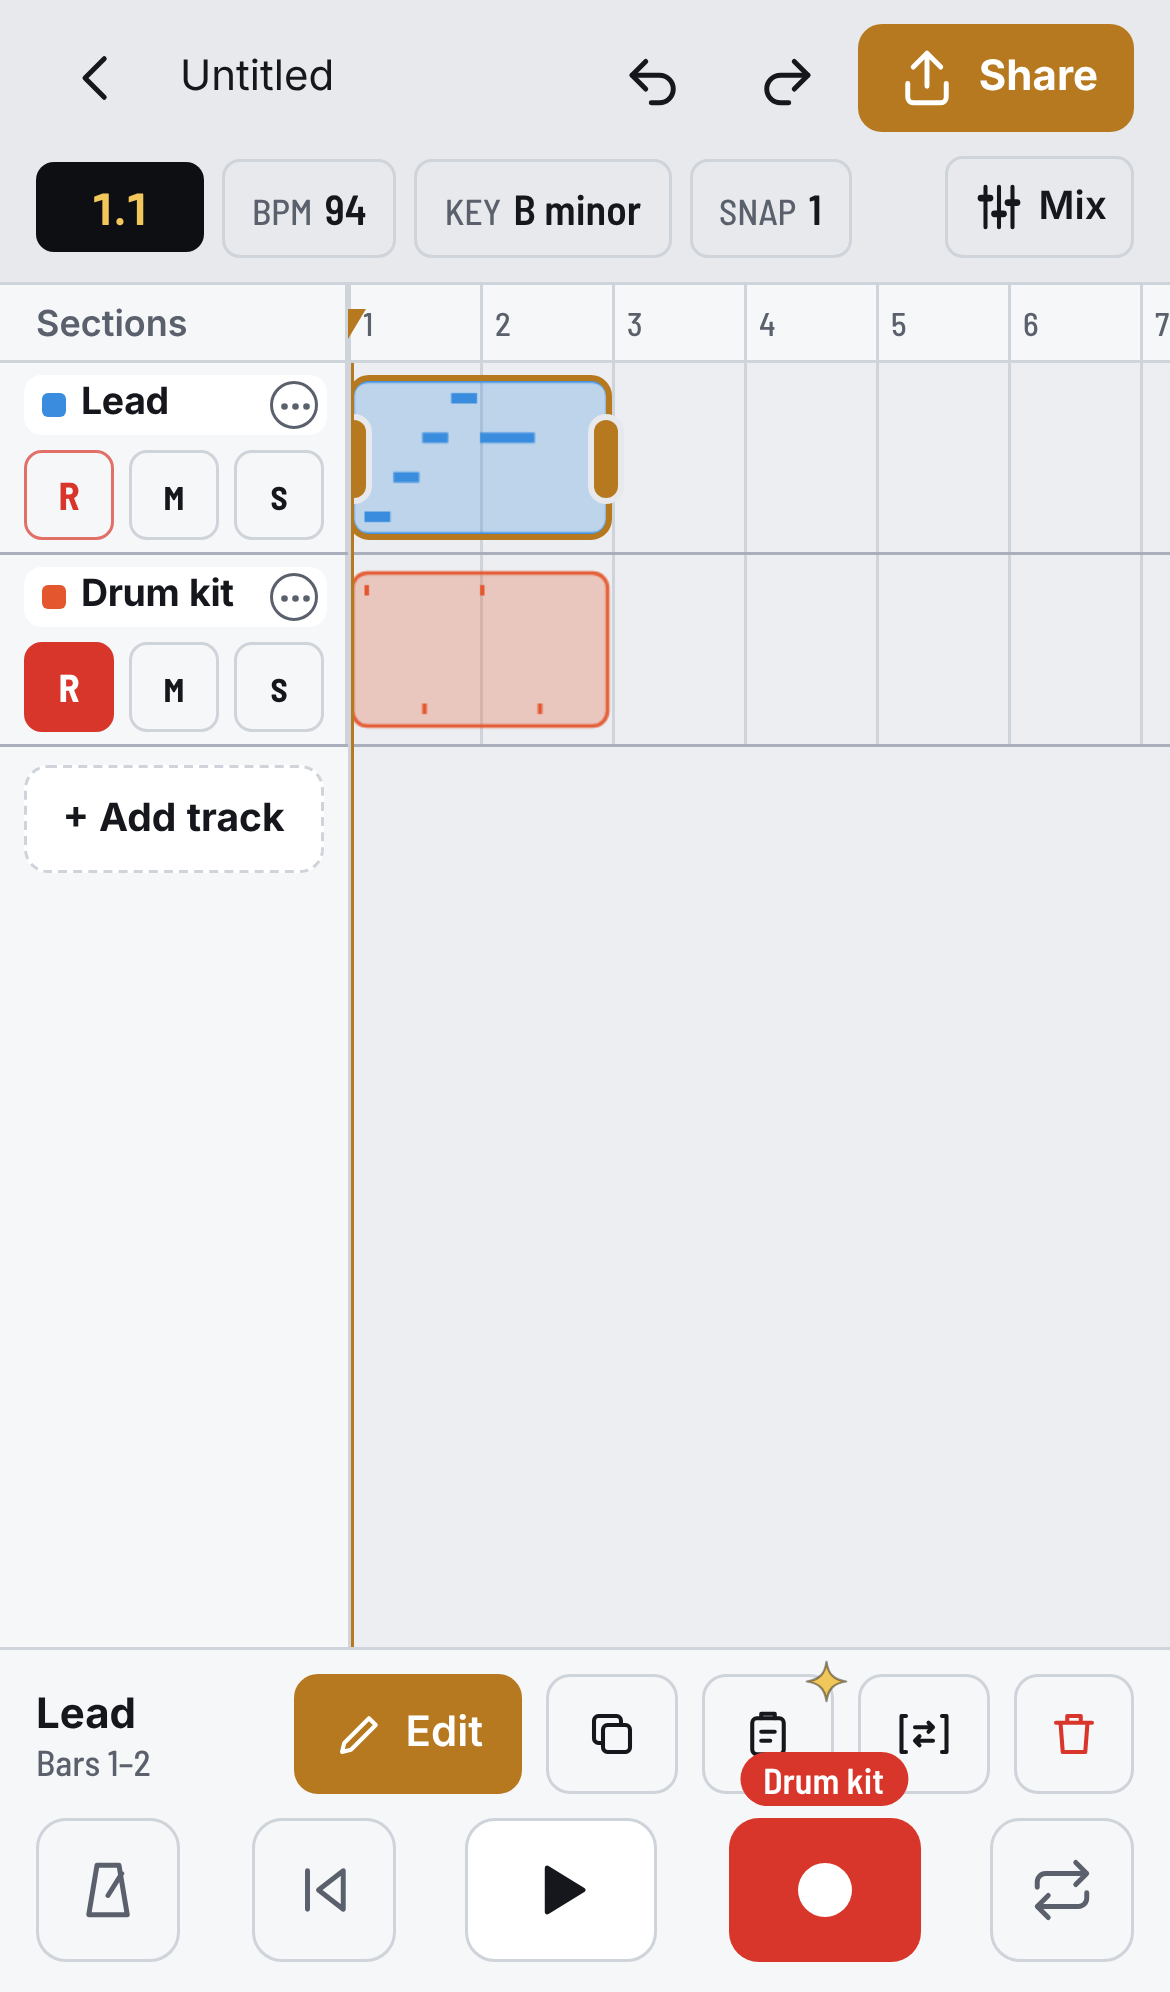 Untitled
Share
1.1
BPM 94
KEY B minor
SNAP 1
Mix
Sections
1 2 3 4 5 6 7
Lead
R M S
Drum kit
R M S
+ Add track
Lead
Bars 1–2
Edit
Drum kit